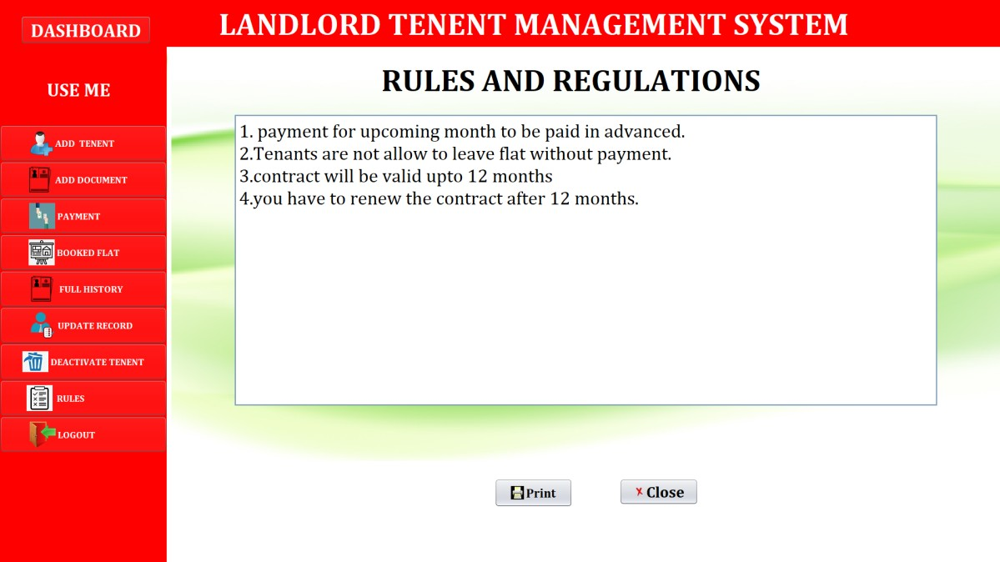 DASHBOARD
LANDLORD TENENT MANAGEMENT SYSTEM
USE ME
ADD TENENT
ADD DOCUMENT
PAYMENT
BOOKED FLAT
FULL HISTORY
UPDATE RECORD
DEACTIVATE TENENT
RULES
LOGOUT
RULES AND REGULATIONS
1. payment for upcoming month to be paid in advanced.
2.Tenants are not allow to leave flat without payment.
3.contract will be valid upto 12 months
4.you have to renew the contract after 12 months.
Print
x Close